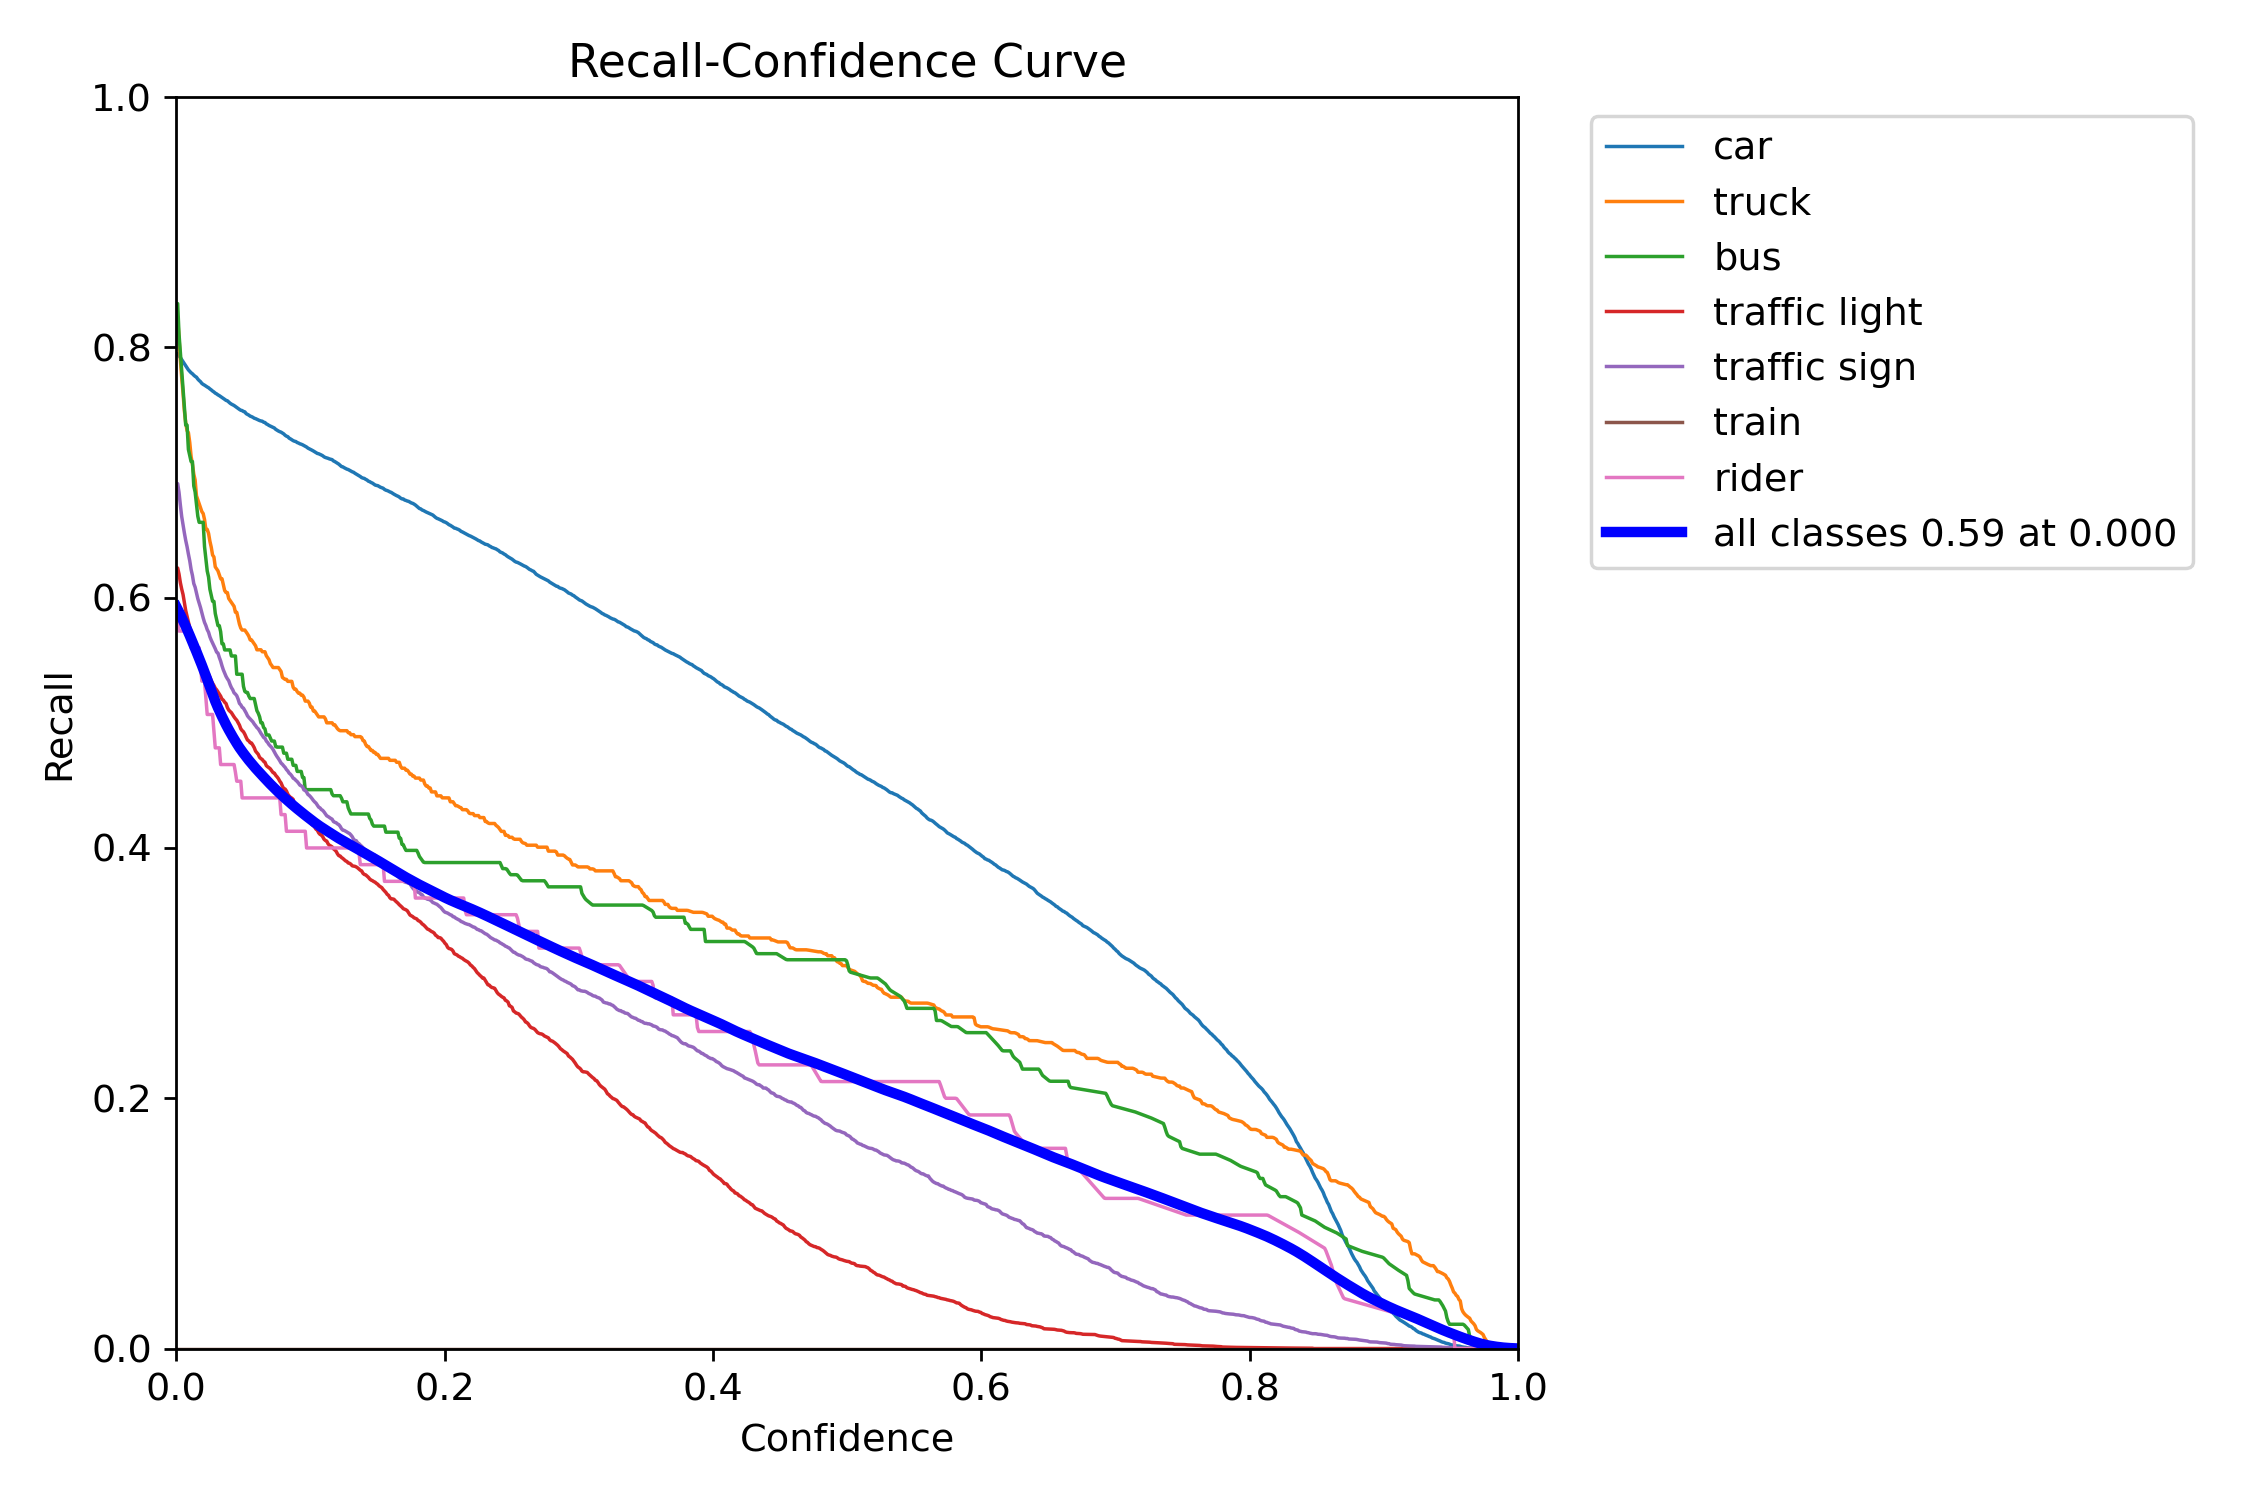 Recall-Confidence Curve
1.0
0.8
0.6
0.4
0.2
0.0
Recall
0.0 0.2 0.4 0.6 0.8 1.0
Confidence
car
truck
bus
traffic light
traffic sign
train
rider
all classes 0.59 at 0.000